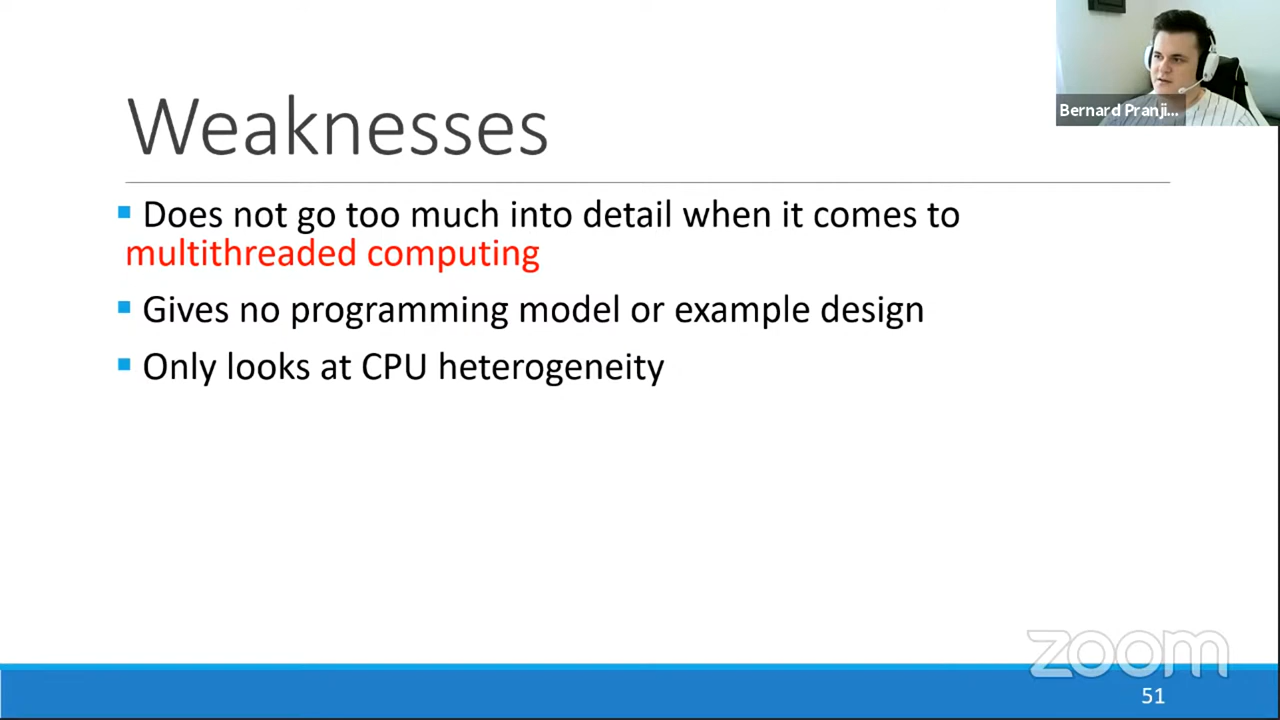 Bernard Pranji...
Weaknesses
Does not go too much into detail when it comes to
multithreaded computing
Gives no programming model or example design
Only looks at CPU heterogeneity
zoom
51